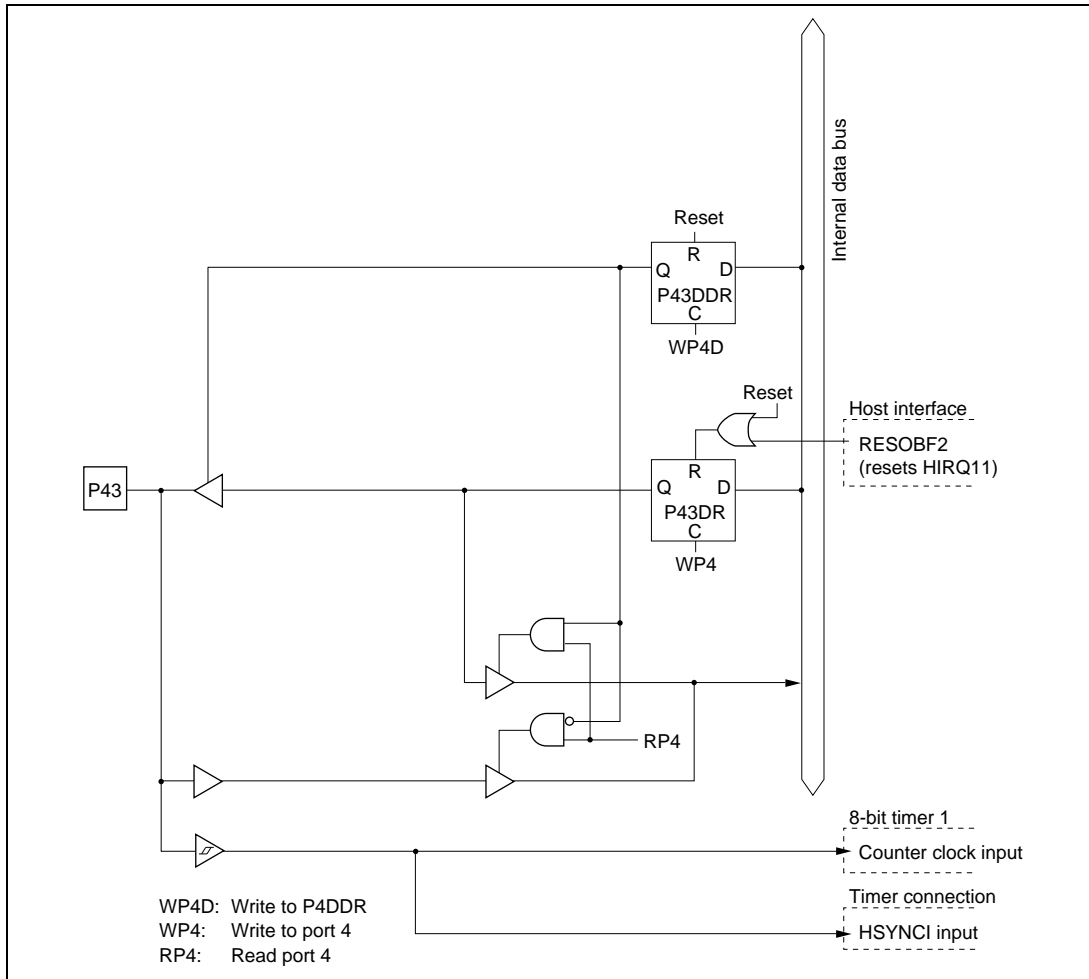 Internal data bus
Reset
R
Q D
P43DDR
C
WP4D
Reset
Host interface
RESOBF2
(resets HIRQ11)
R
P43
Q D
P43DR
C
WP4
RP4
8-bit timer 1
Counter clock input
Timer connection
HSYNCI input
WP4D: Write to P4DDR
WP4: Write to port 4
RP4: Read port 4